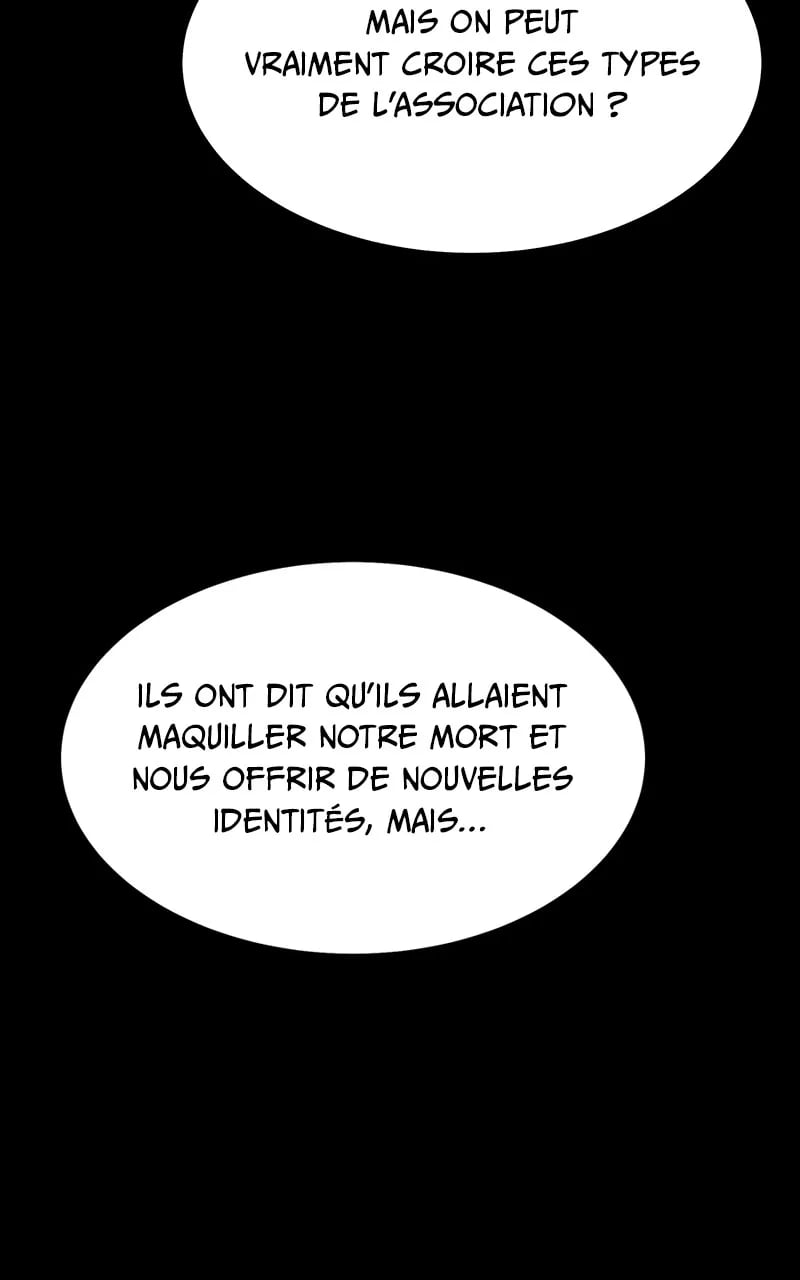 MAIS ON PEUT
VRAIMENT CROIRE CES TYPES
DE L'ASSOCIATION ?
ILS ONT DIT QU'ILS ALLAIENT
MAQUILLER NOTRE MORT ET
NOUS OFFRIR DE NOUVELLES
IDENTITÉS, MAIS...